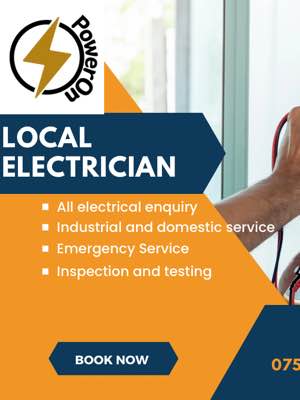 PowerOn
LOCAL
ELECTRICIAN
All electrical enquiry
Industrial and domestic service
Emergency Service
Inspection and testing
BOOK NOW
075